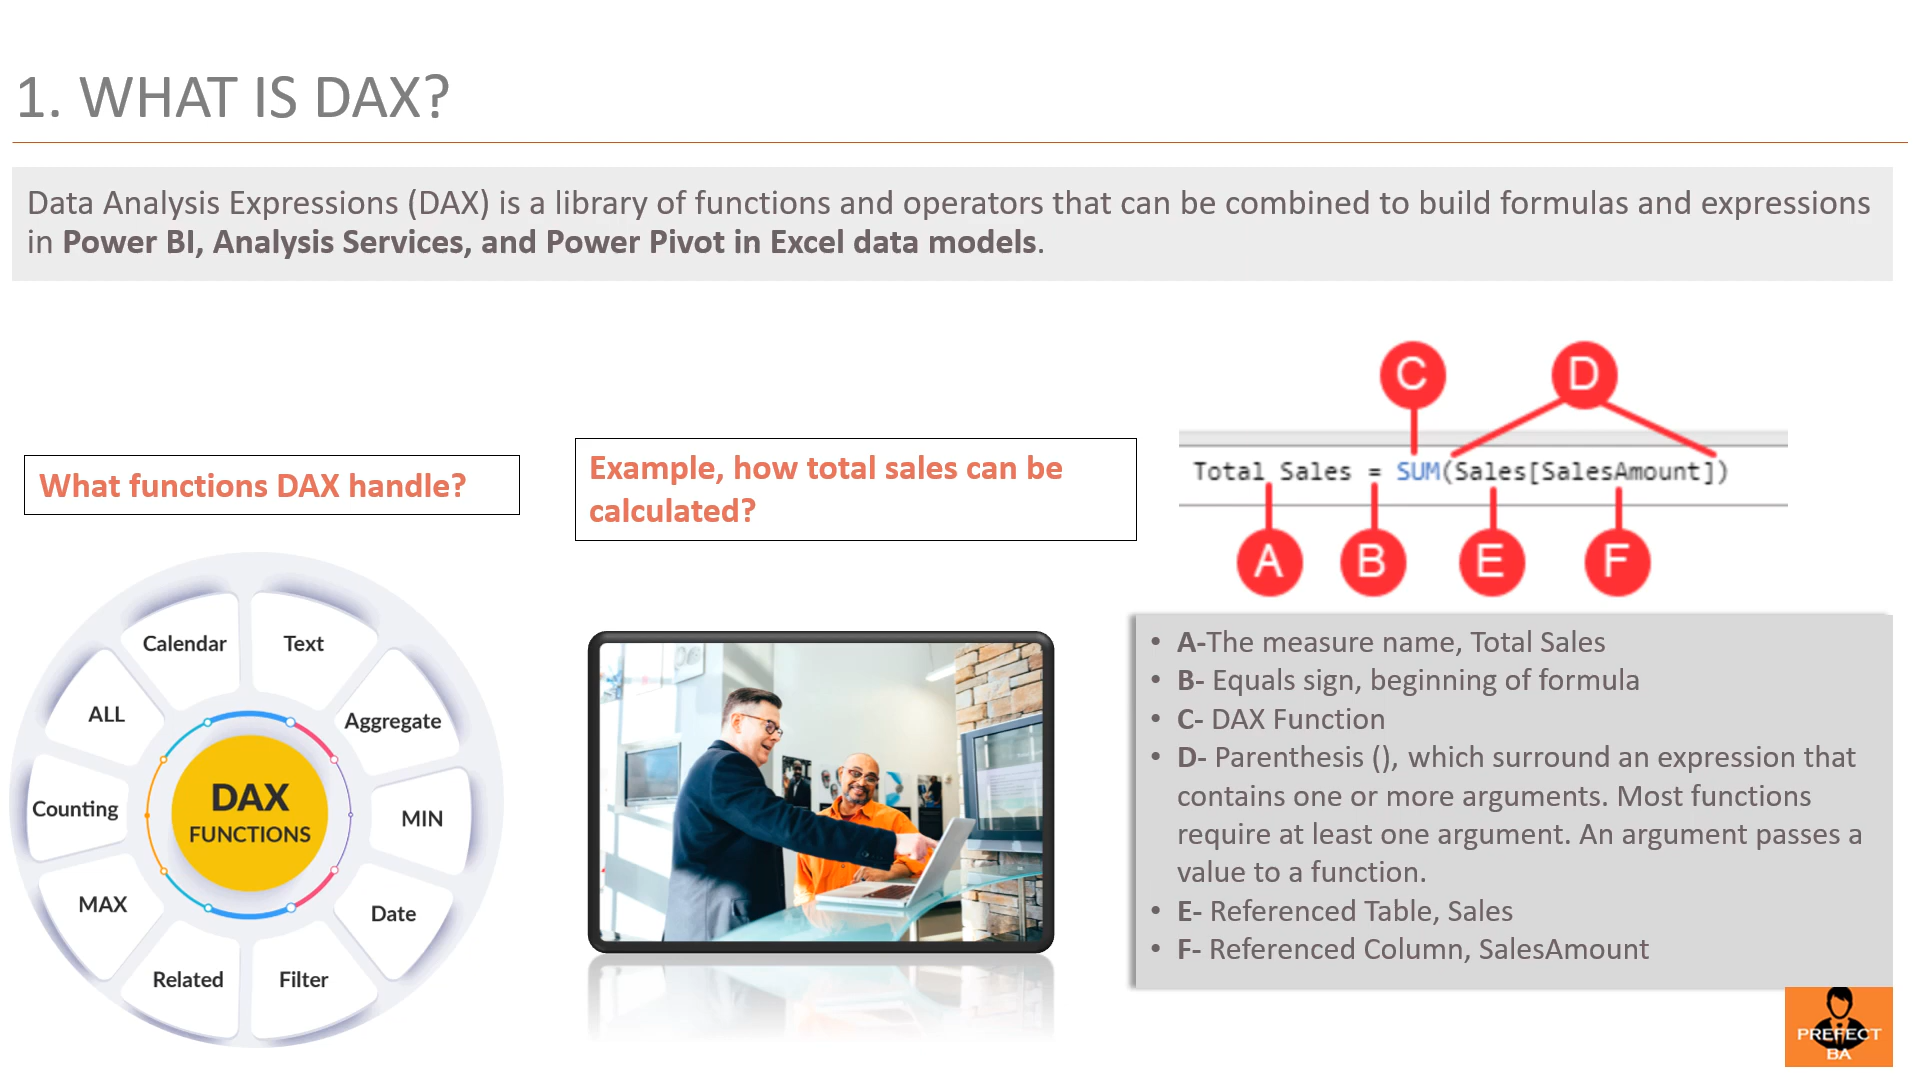 1. WHAT IS DAX?
Data Analysis Expressions (DAX) is a library of functions and operators that can be combined to build formulas and expressions
in Power BI, Analysis Services, and Power Pivot in Excel data models.
What functions DAX handle?
Calendar
Text
ALL
Aggregate
Counting
DAX
FUNCTIONS
MIN
MAX
Date
Related
Filter
Example, how total sales can be
calculated?
C
D
Total Sales = SUM(Sales[SalesAmount])
A
B
E
F
• A-The measure name, Total Sales
• B- Equals sign, beginning of formula
• C- DAX Function
• D- Parenthesis (), which surround an expression that
contains one or more arguments. Most functions
require at least one argument. An argument passes a
value to a function.
• E- Referenced Table, Sales
• F- Referenced Column, SalesAmount
PREFECT
BA